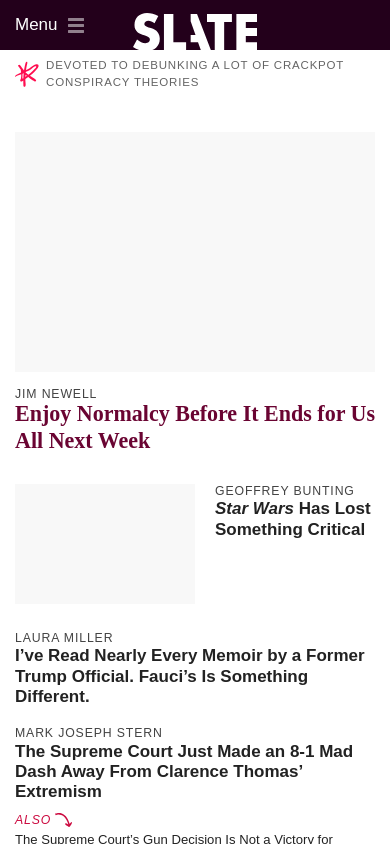 Menu
SLATE
DEVOTED TO DEBUNKING A LOT OF CRACKPOT
CONSPIRACY THEORIES
JIM NEWELL
Enjoy Normalcy Before It Ends for Us
All Next Week
GEOFFREY BUNTING
Star Wars Has Lost
Something Critical
LAURA MILLER
I’ve Read Nearly Every Memoir by a Former
Trump Official. Fauci’s Is Something
Different.
MARK JOSEPH STERN
The Supreme Court Just Made an 8-1 Mad
Dash Away From Clarence Thomas’
Extremism
ALSO
The Supreme Court’s Gun Decision Is Not a Victory for